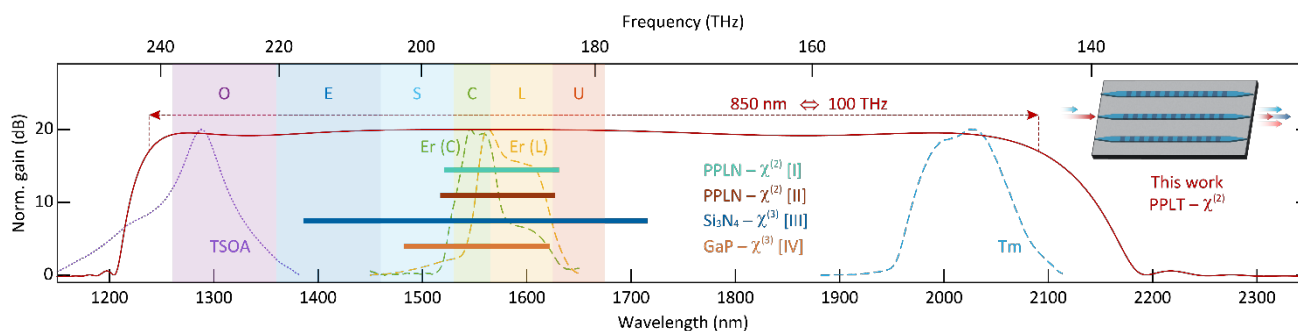 Frequency (THz)
240 220 200 180 160 140
O E S C L U
850 nm ⇔ 100 THz
20
Er (C) Er (L)
Norm. gain (dB)
PPLN – χ(2) [I]
This work
PPLN – χ(2) [II]
PPLT – χ(2)
10
Si3N4 – χ(3) [III]
TSOA
GaP – χ(3) [IV]
Tm
0
1200 1300 1400 1500 1600 1700 1800 1900 2000 2100 2200 2300
Wavelength (nm)